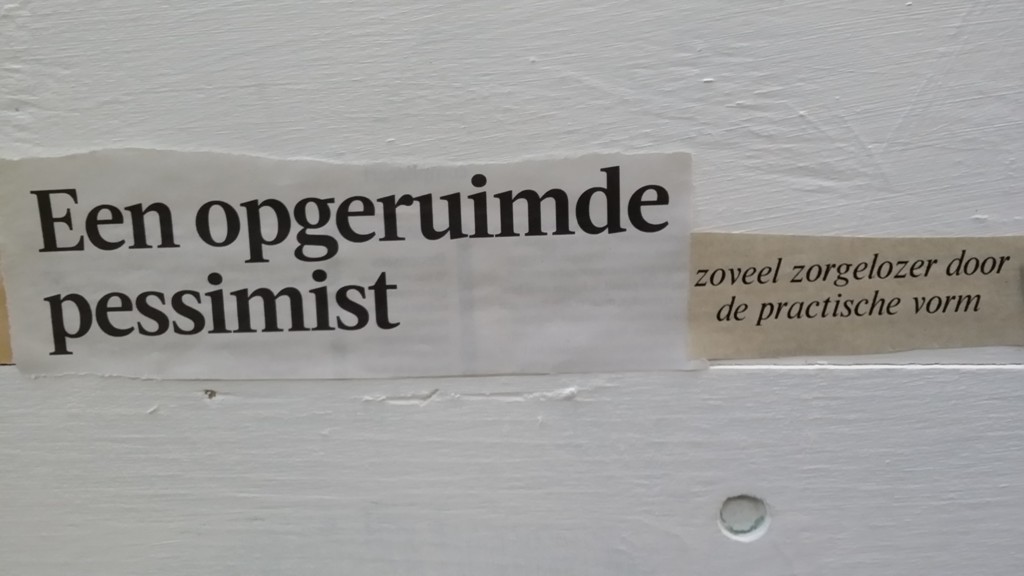 Een opgeruimde
pessimist
zoveel zorgelozer door
de practische vorm